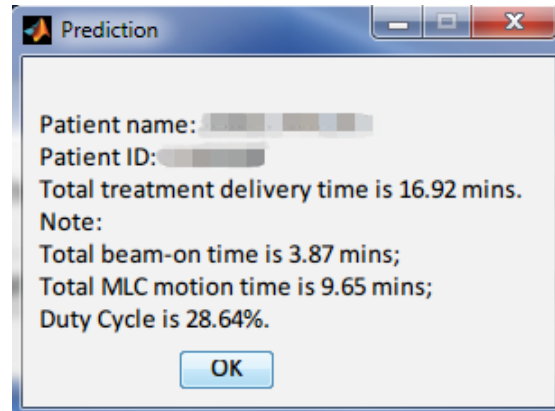 Prediction
Patient name:
Patient ID:
Total treatment delivery time is 16.92 mins.
Note:
Total beam-on time is 3.87 mins;
Total MLC motion time is 9.65 mins;
Duty Cycle is 28.64%.
OK